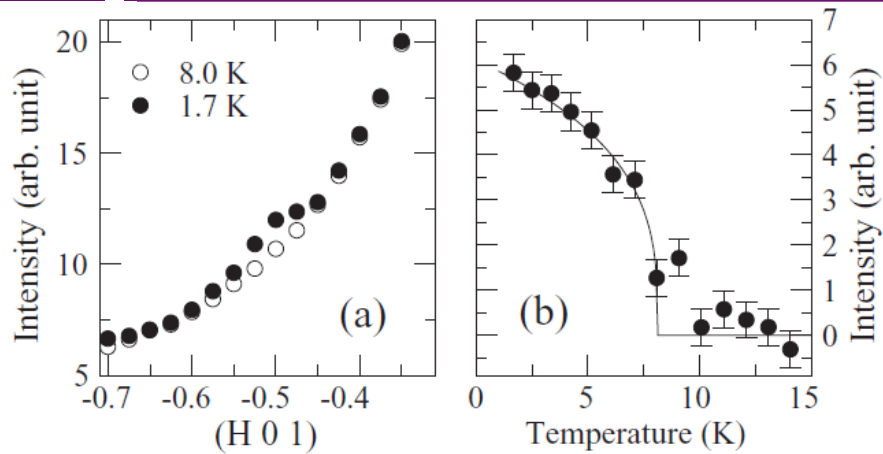 Intensity (arb. unit)
20
15
10
5
8.0 K
1.7 K
(a)
-0.7
-0.6
-0.5
-0.4
(H 0 1)
(b)
0
5
10
15
Temperature (K)
7
6
5
4
3
2
1
0
Intensity (arb. unit)